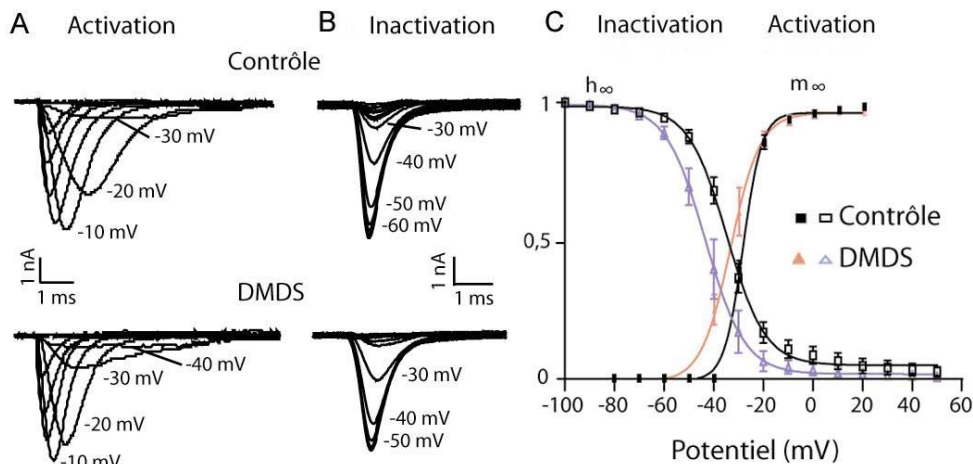 A
Activation
B
Inactivation
C
Inactivation
Activation
Contrôle
-30 mV
-20 mV
-10 mV
-30 mV
-40 mV
-50 mV
-60 mV
1 nA
1 ms
1 nA
1 ms
DMDS
-40 mV
-30 mV
-20 mV
-10 mV
-30 mV
-40 mV
-50 mV
h∞
m∞
1
0,5
0
Contrôle
DMDS
-100 -80 -60 -40 -20 0 20 40 60
Potentiel (mV)